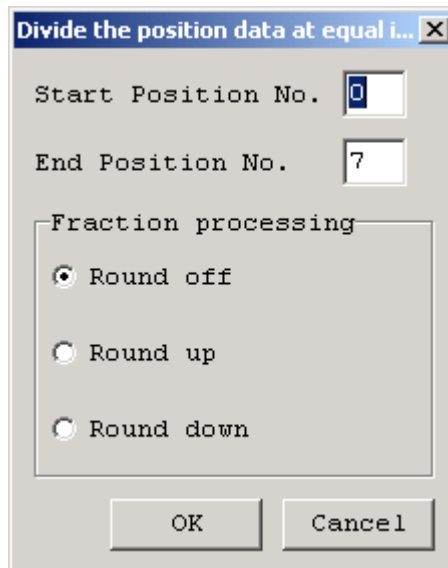 Divide the position data at equal i...
Start Position No. 0
End Position No. 7
Fraction processing
Round off
Round up
Round down
OK Cancel